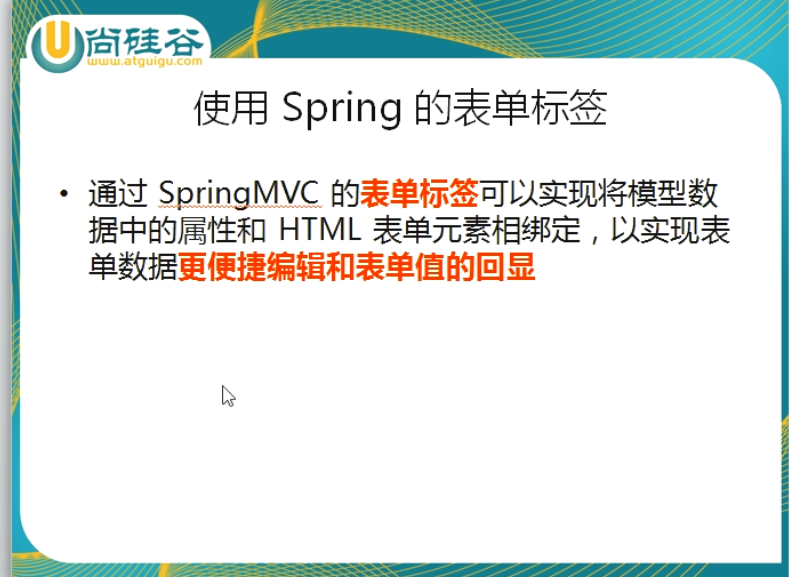 尚硅谷
www.atguigu.com
使用 Spring 的表单标签
• 通过 SpringMVC 的表单标签可以实现将模型数
据中的属性和 HTML 表单元素相绑定，以实现表
单数据更便捷编辑和表单值的回显